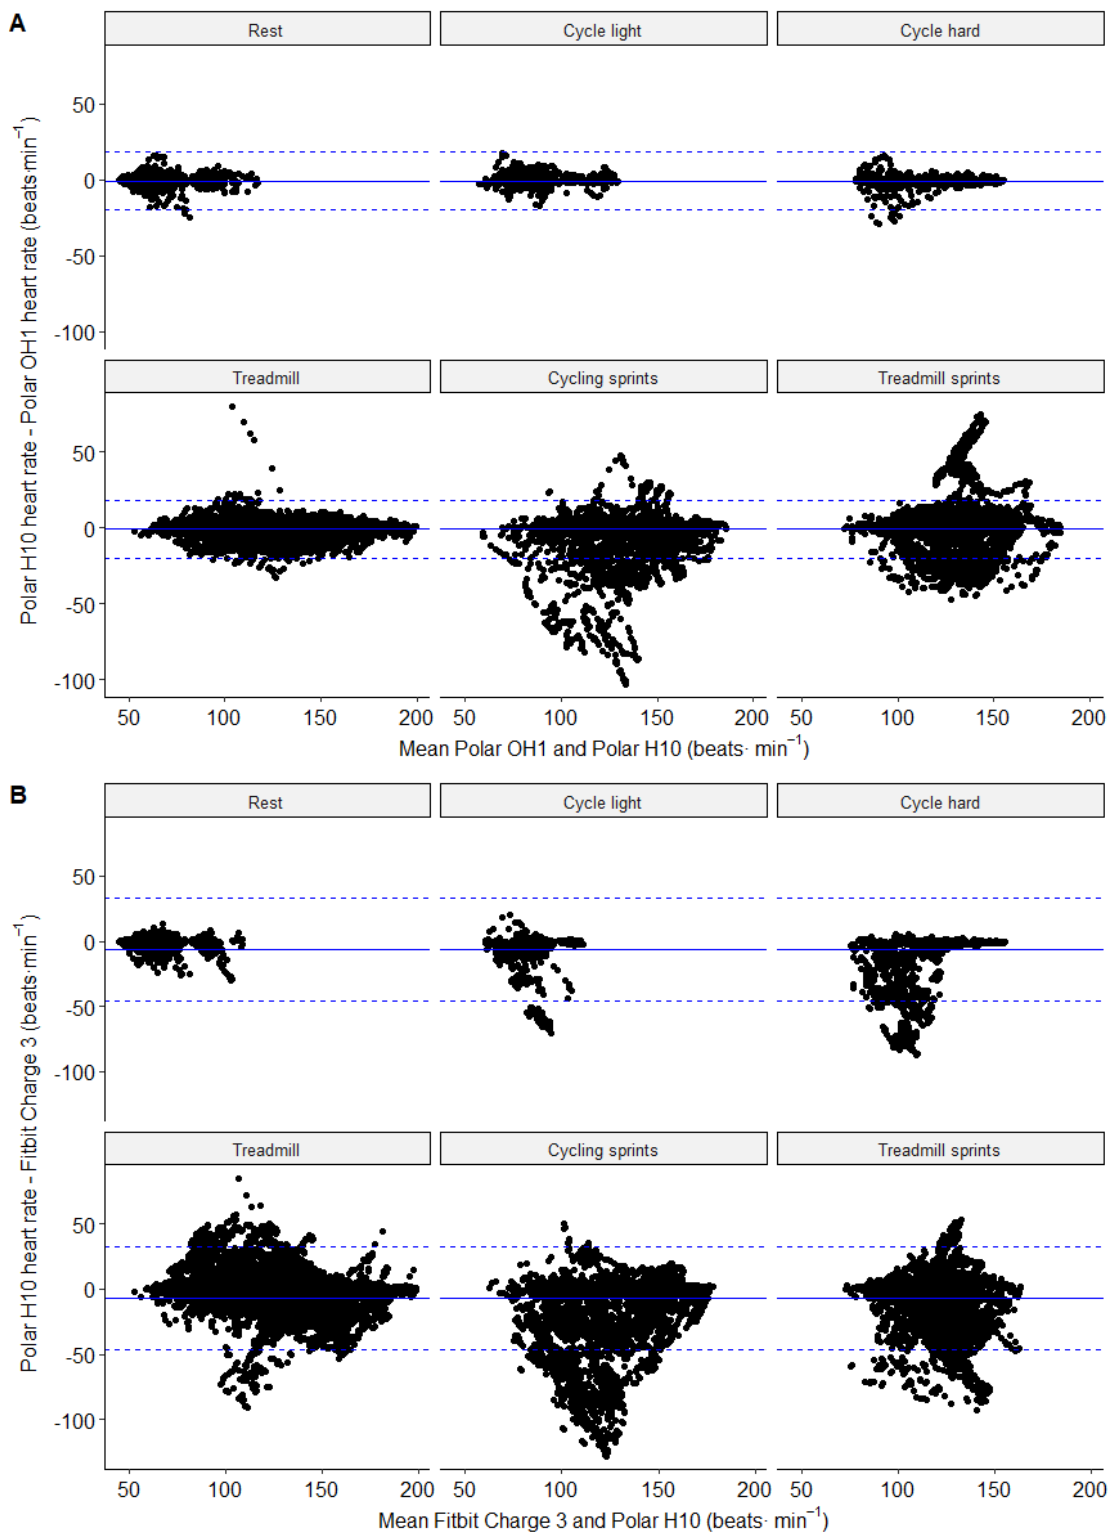 A
Rest Cycle light Cycle hard
50
0
-50
-100
Polar H10 heart rate - Polar OH1 heart rate (beats·min⁻¹)
Treadmill Cycling sprints Treadmill sprints
50
0
-50
-100
50 100 150 200 50 100 150 200 50 100 150 200
Mean Polar OH1 and Polar H10 (beats· min⁻¹)
B
Rest Cycle light Cycle hard
50
0
-50
-100
Polar H10 heart rate - Fitbit Charge 3 (beats·min⁻¹)
Treadmill Cycling sprints Treadmill sprints
50
0
-50
-100
50 100 150 200 50 100 150 200 50 100 150 200
Mean Fitbit Charge 3 and Polar H10 (beats· min⁻¹)